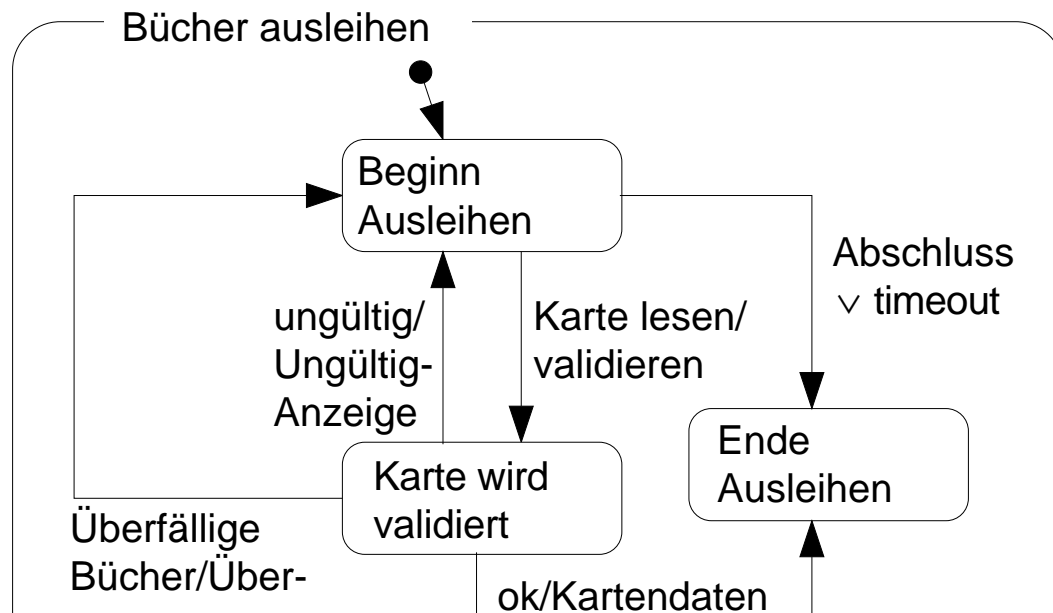 Bücher ausleihen
Beginn
Ausleihen
Abschluss
∨ timeout
ungültig/
Ungültig-
Anzeige
Karte lesen/
validieren
Ende
Ausleihen
Karte wird
validiert
Überfällige
Bücher/Über-
ok/Kartendaten